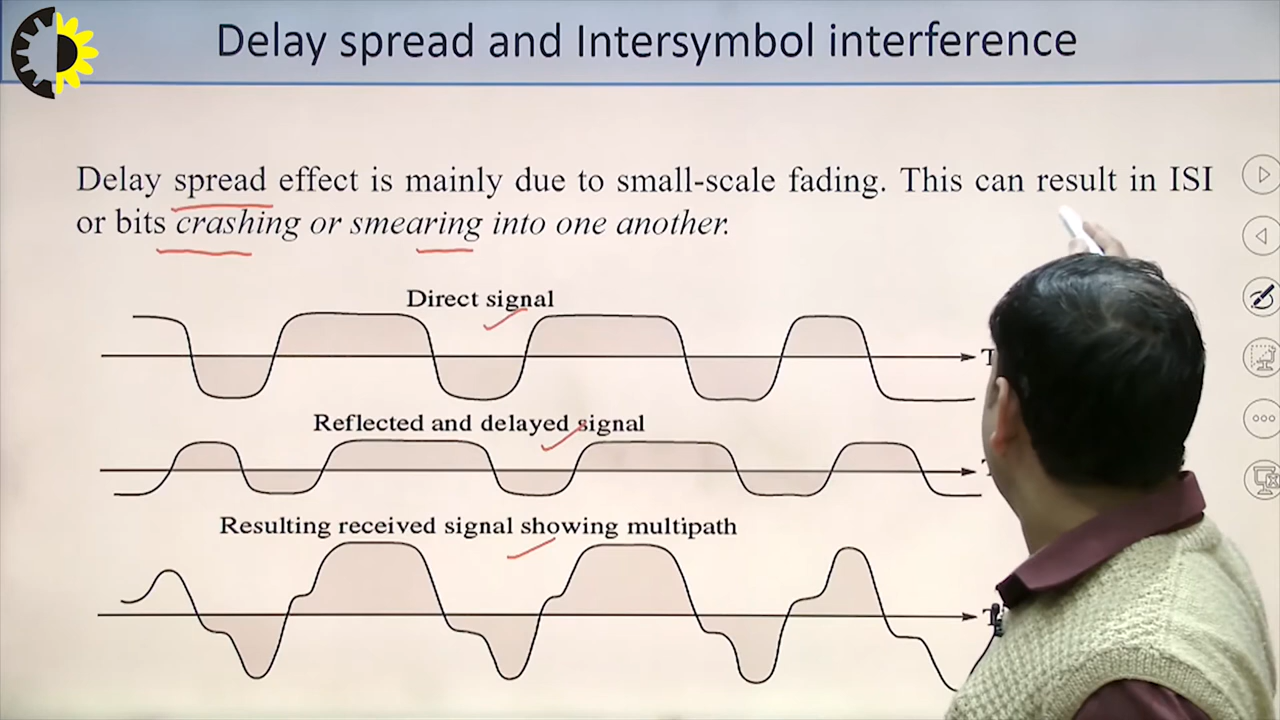 Delay spread and Intersymbol interference
Delay spread effect is mainly due to small-scale fading. This can result in ISI
or bits crashing or smearing into one another.
Direct signal
T
Reflected and delayed signal
Resulting received signal showing multipath
T